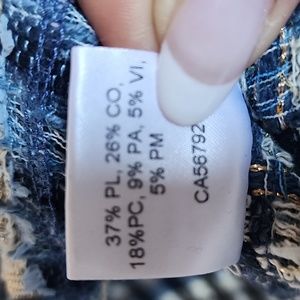 37% PL, 26% CO,
18%PC, 9% PA, 5% VI,
5% PM
CA56792